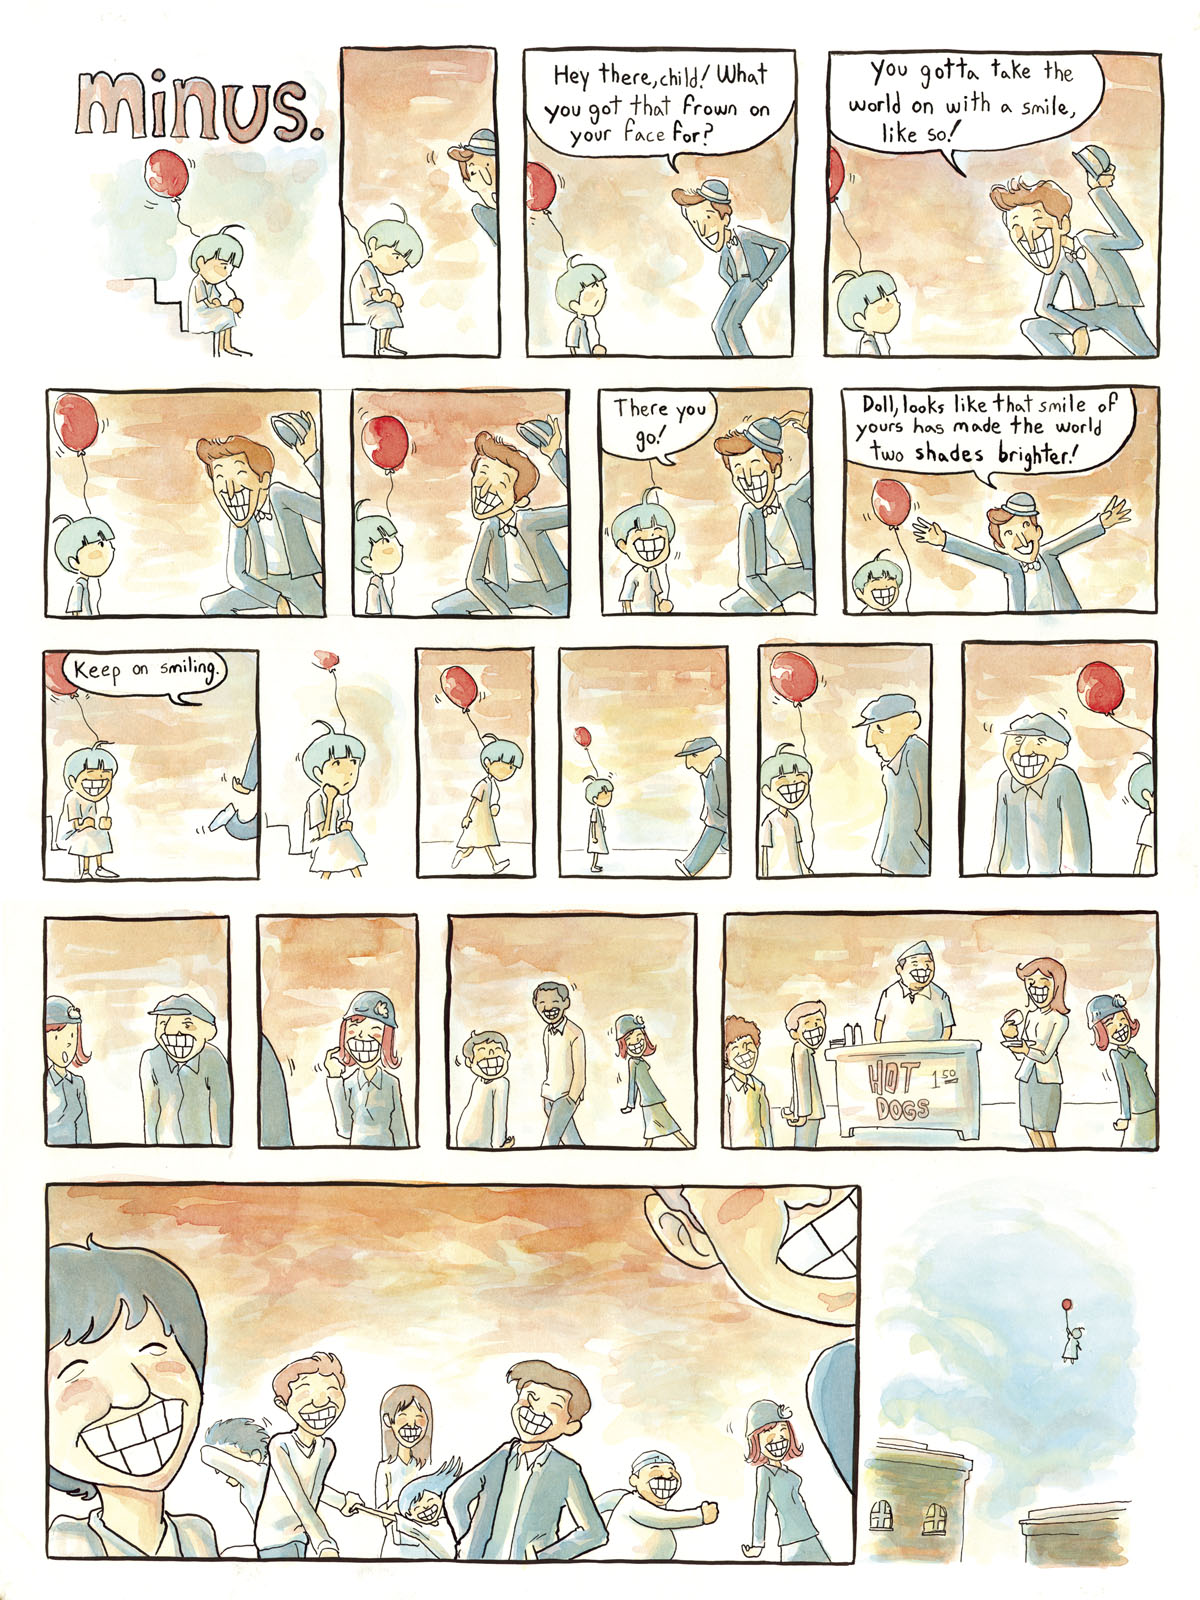 minus.
Hey there, child! What
you got that frown on
your face for?
You gotta take the
world on with a smile,
like so!
There you
go!
Doll, looks like that smile of
yours has made the world
two shades brighter!
Keep on smiling.
HOT
DOGS
1 50